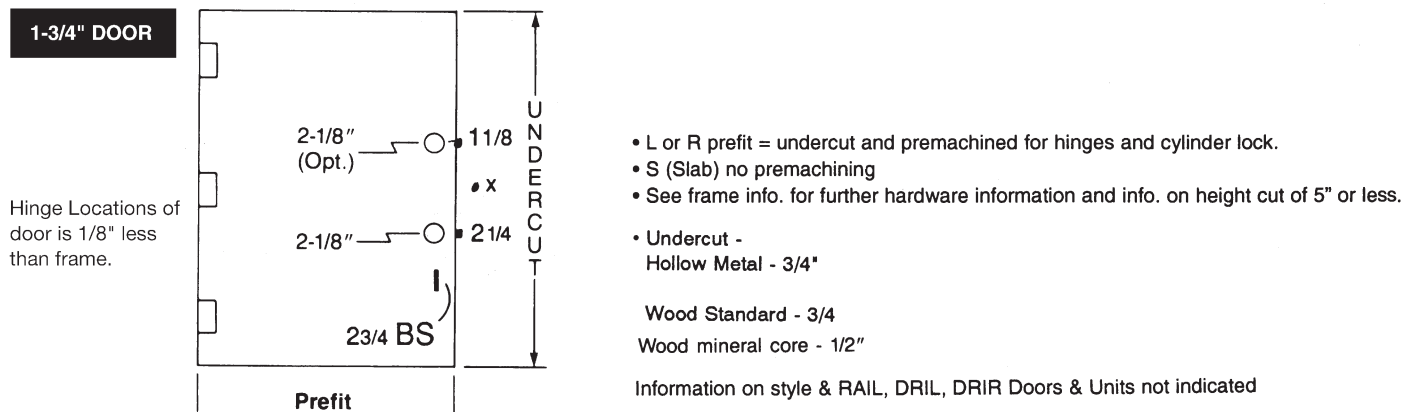 1-3/4" DOOR
2-1/8"
(Opt.)
11/8
• x
Hinge Locations of
door is 1/8" less
than frame.
2-1/8"
21/4
UNDERCUT
I
23/4 BS
Prefit
• L or R prefit = undercut and premachined for hinges and cylinder lock.
• S (Slab) no premachining
• See frame info. for further hardware information and info. on height cut of 5" or less.
• Undercut -
Hollow Metal - 3/4"
Wood Standard - 3/4
Wood mineral core - 1/2"
Information on style & RAIL, DRIL, DRIR Doors & Units not indicated